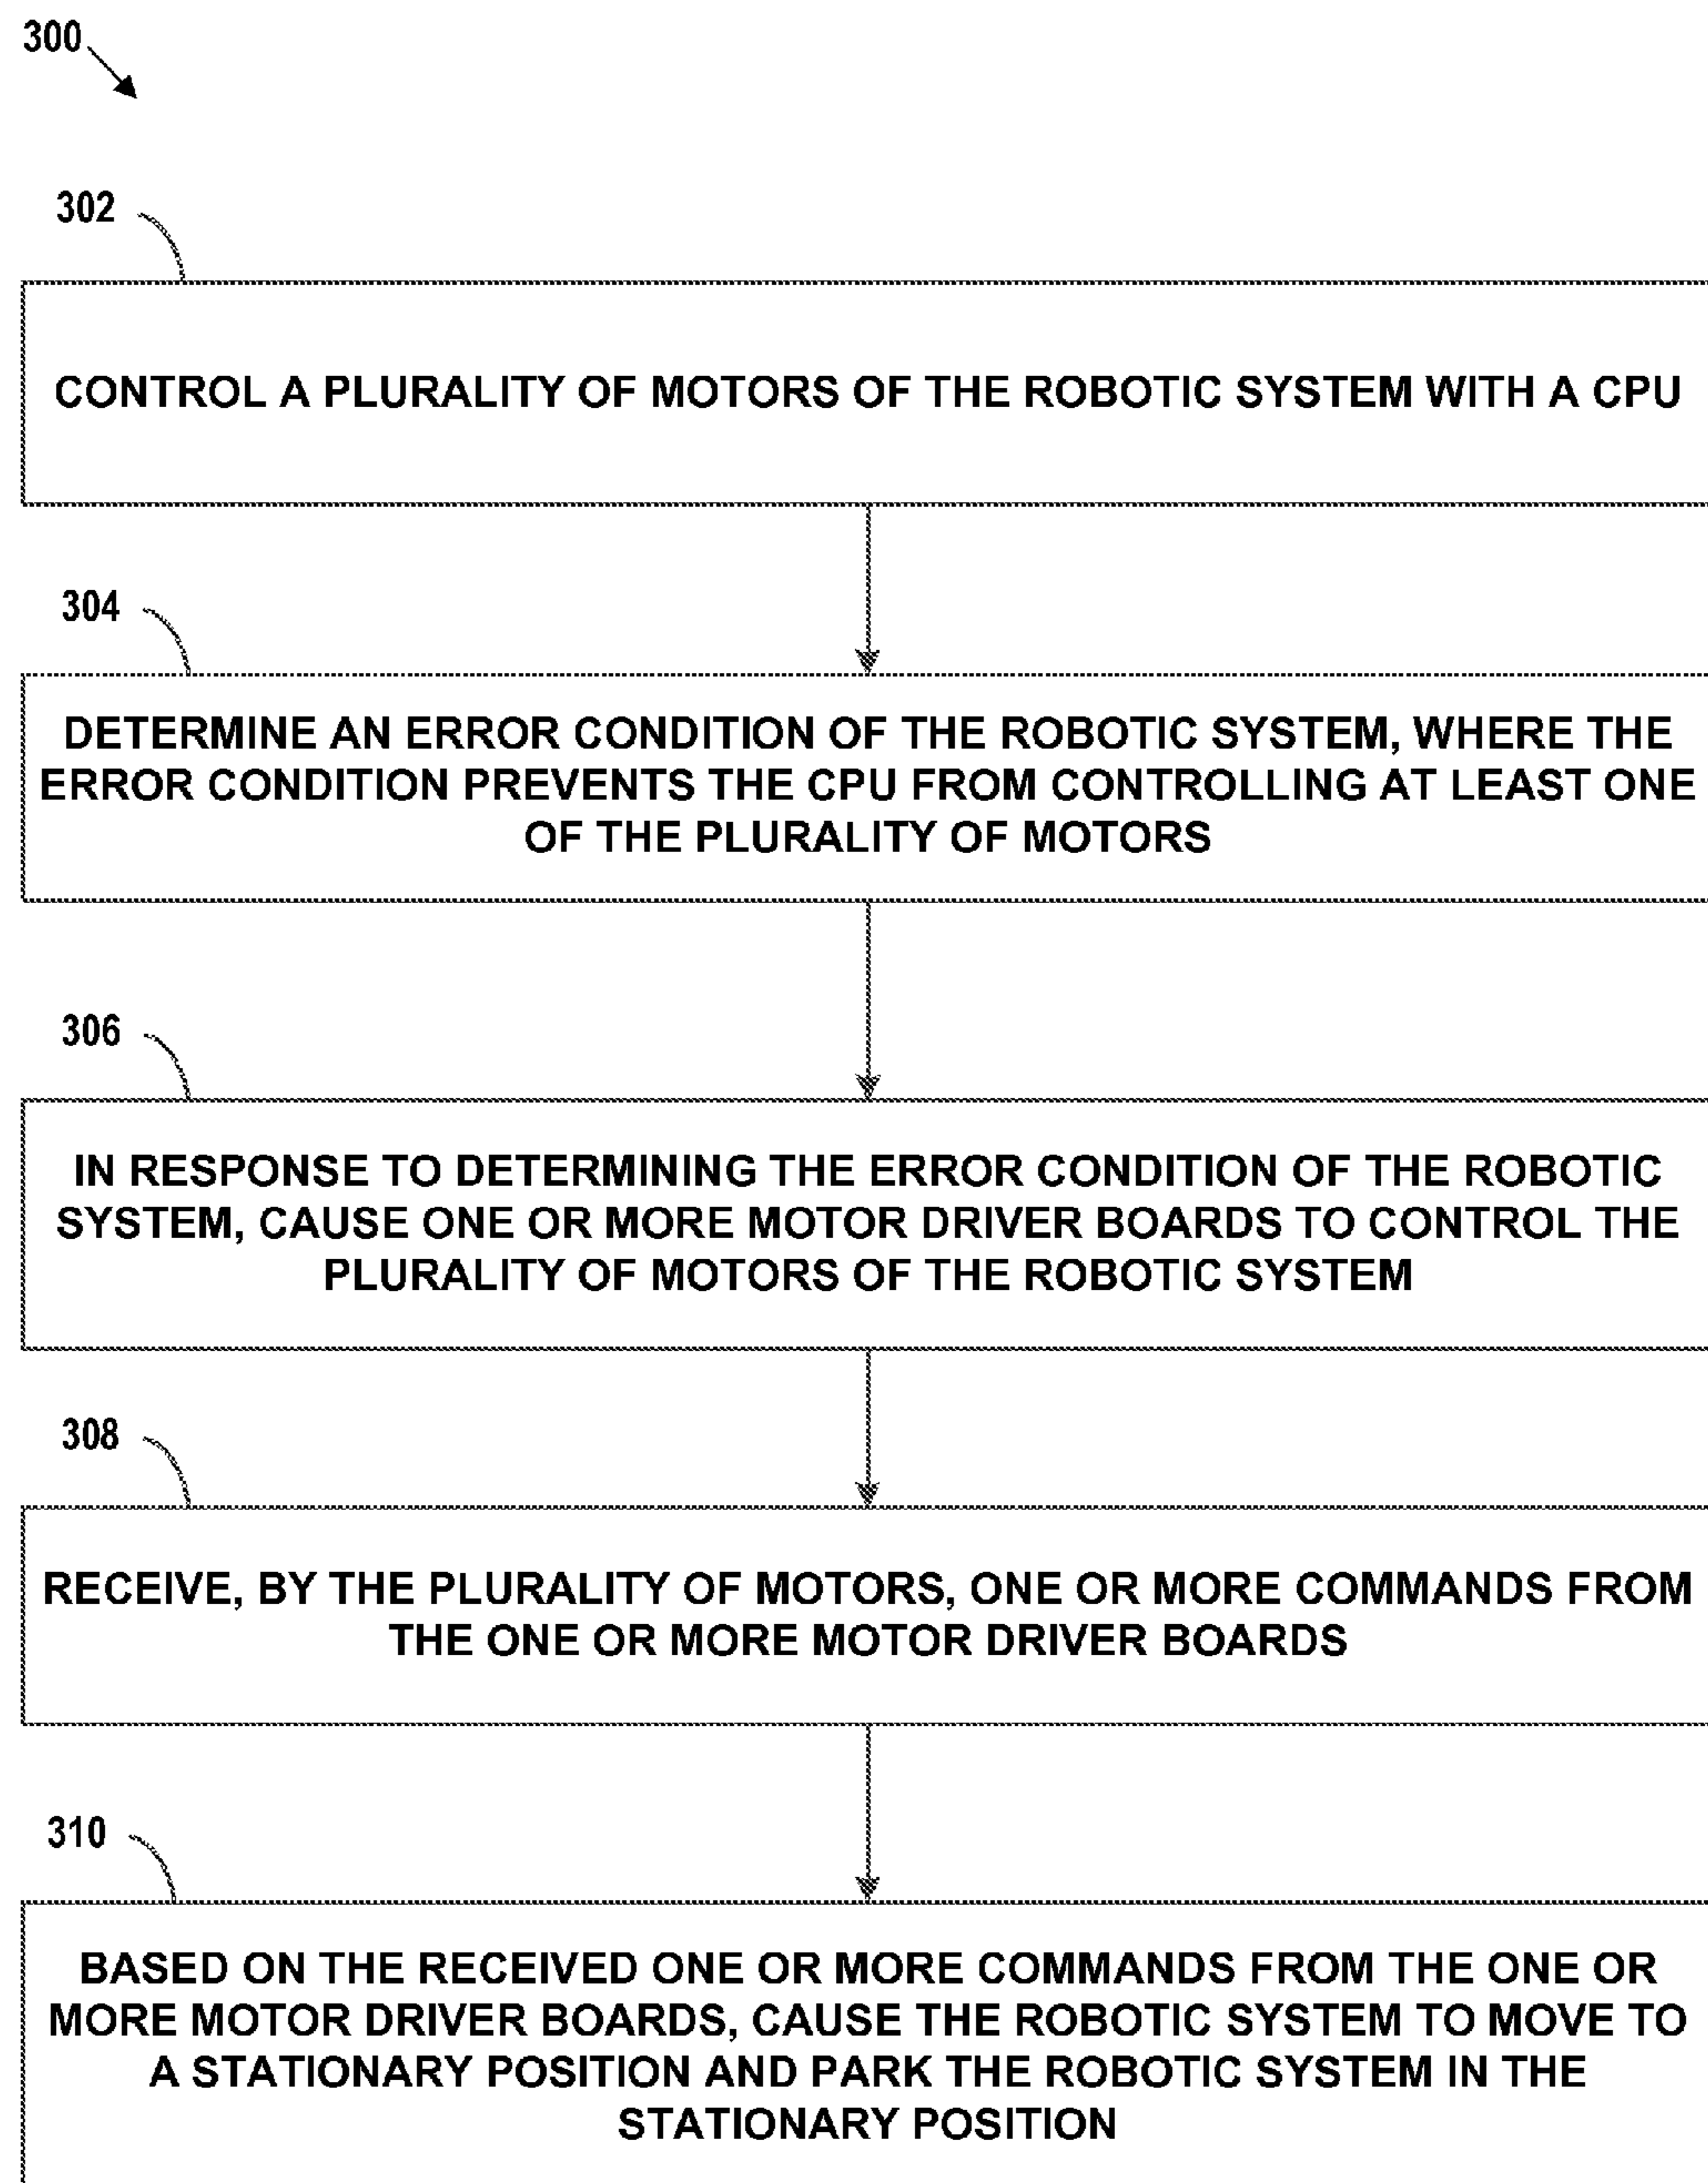 300
302
CONTROL A PLURALITY OF MOTORS OF THE ROBOTIC SYSTEM WITH A CPU
304
DETERMINE AN ERROR CONDITION OF THE ROBOTIC SYSTEM, WHERE THE
ERROR CONDITION PREVENTS THE CPU FROM CONTROLLING AT LEAST ONE
OF THE PLURALITY OF MOTORS
306
IN RESPONSE TO DETERMINING THE ERROR CONDITION OF THE ROBOTIC
SYSTEM, CAUSE ONE OR MORE MOTOR DRIVER BOARDS TO CONTROL THE
PLURALITY OF MOTORS OF THE ROBOTIC SYSTEM
308
RECEIVE, BY THE PLURALITY OF MOTORS, ONE OR MORE COMMANDS FROM
THE ONE OR MORE MOTOR DRIVER BOARDS
310
BASED ON THE RECEIVED ONE OR MORE COMMANDS FROM THE ONE OR
MORE MOTOR DRIVER BOARDS, CAUSE THE ROBOTIC SYSTEM TO MOVE TO
A STATIONARY POSITION AND PARK THE ROBOTIC SYSTEM IN THE
STATIONARY POSITION